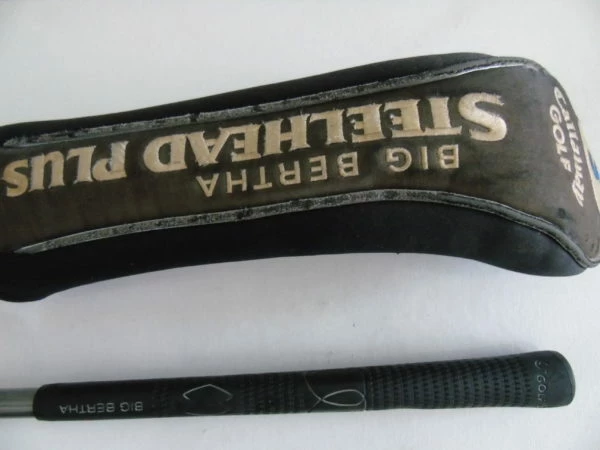 BIG BERTHA
STEELHEAD PLUS
Callaway
GOLF
BIG BERTHA